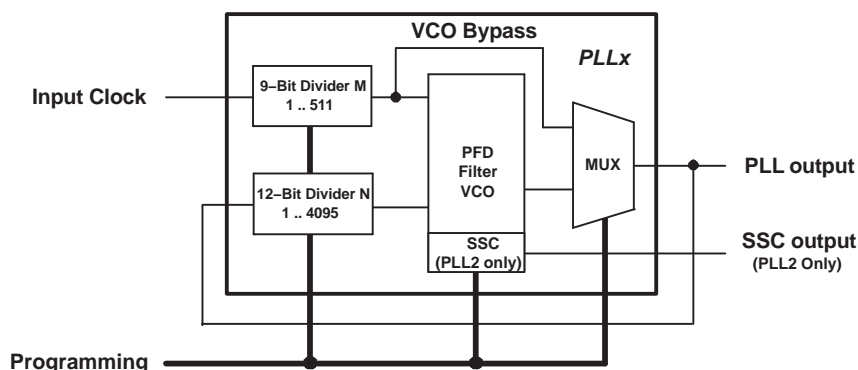 VCO Bypass
PLLx
Input Clock
9–Bit Divider M
1 .. 511
PFD
Filter
VCO
MUX
PLL output
12–Bit Divider N
1 .. 4095
SSC
(PLL2 only)
SSC output
(PLL2 Only)
Programming